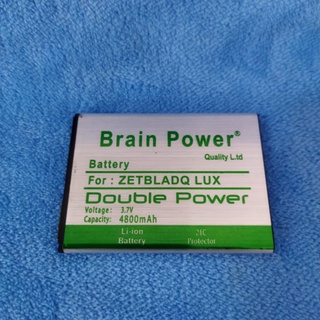 Brain Power®
Quality L.td
Battery
For : ZETBLADQ LUX
Double Power
Voltage : 3.7V
Capacity: 4800mAh
Li-ion 2IC
Battery Protector